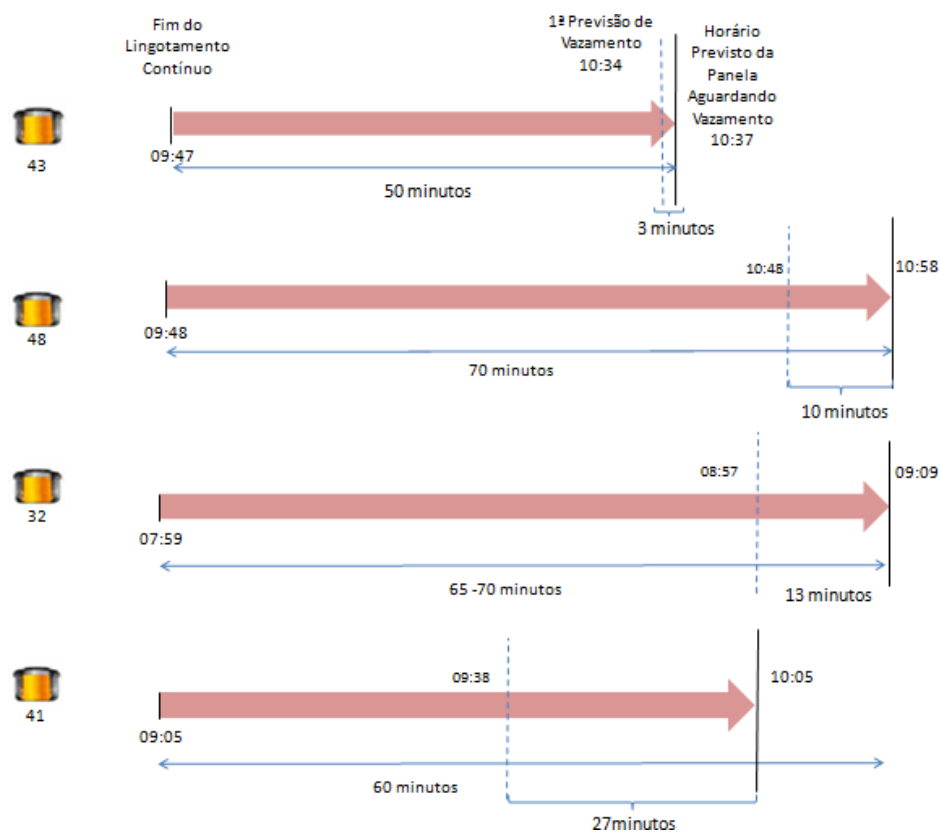 Fim do
Lingotamento
Contínuo
1ª Previsão de
Vazamento
10:34
Horário
Previsto da
Panela
Aguardando
Vazamento
10:37
43
09:47
50 minutos
3 minutos
10:48
10:58
48
09:48
70 minutos
10 minutos
08:57
09:09
32
07:59
65 -70 minutos
13 minutos
09:38
10:05
41
09:05
60 minutos
27minutos